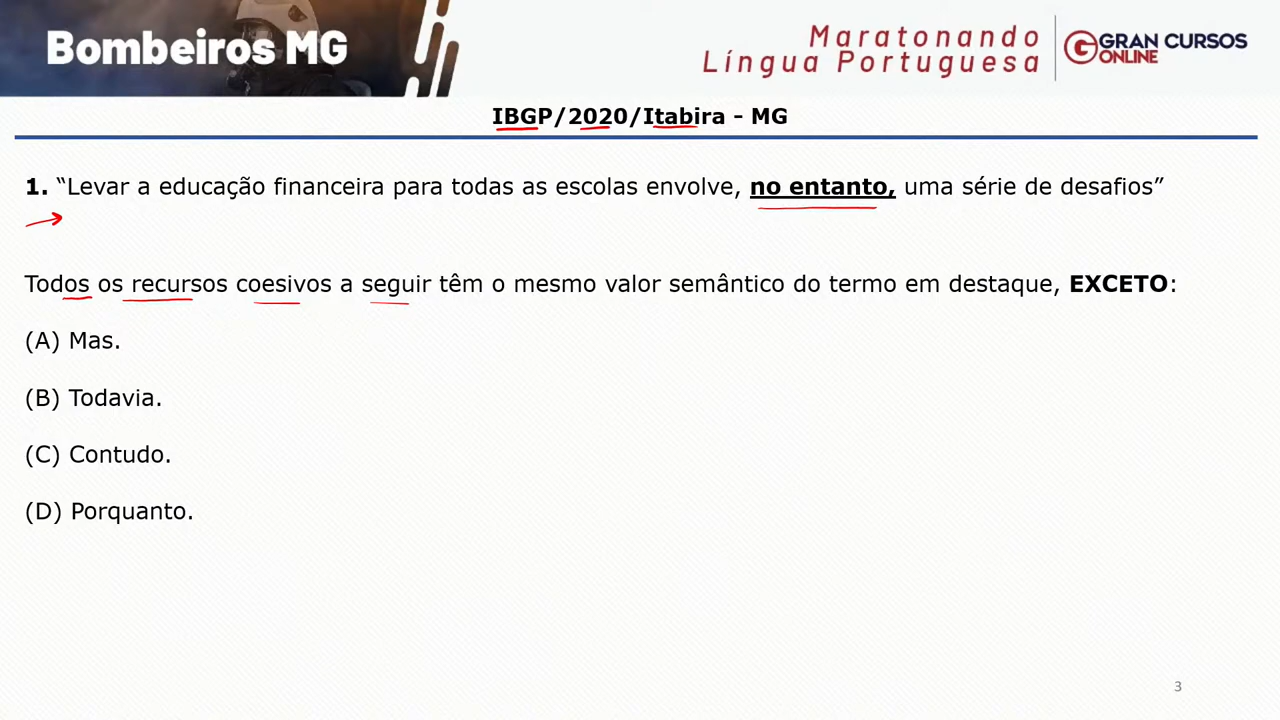 Bombeiros MG
Maratonando
Língua Portuguesa
GRAN CURSOS
ONLINE
IBGP/2020/Itabira – MG
1. “Levar a educação financeira para todas as escolas envolve, no entanto, uma série de desafios”
Todos os recursos coesivos a seguir têm o mesmo valor semântico do termo em destaque, EXCETO:
(A) Mas.
(B) Todavia.
(C) Contudo.
(D) Porquanto.
3